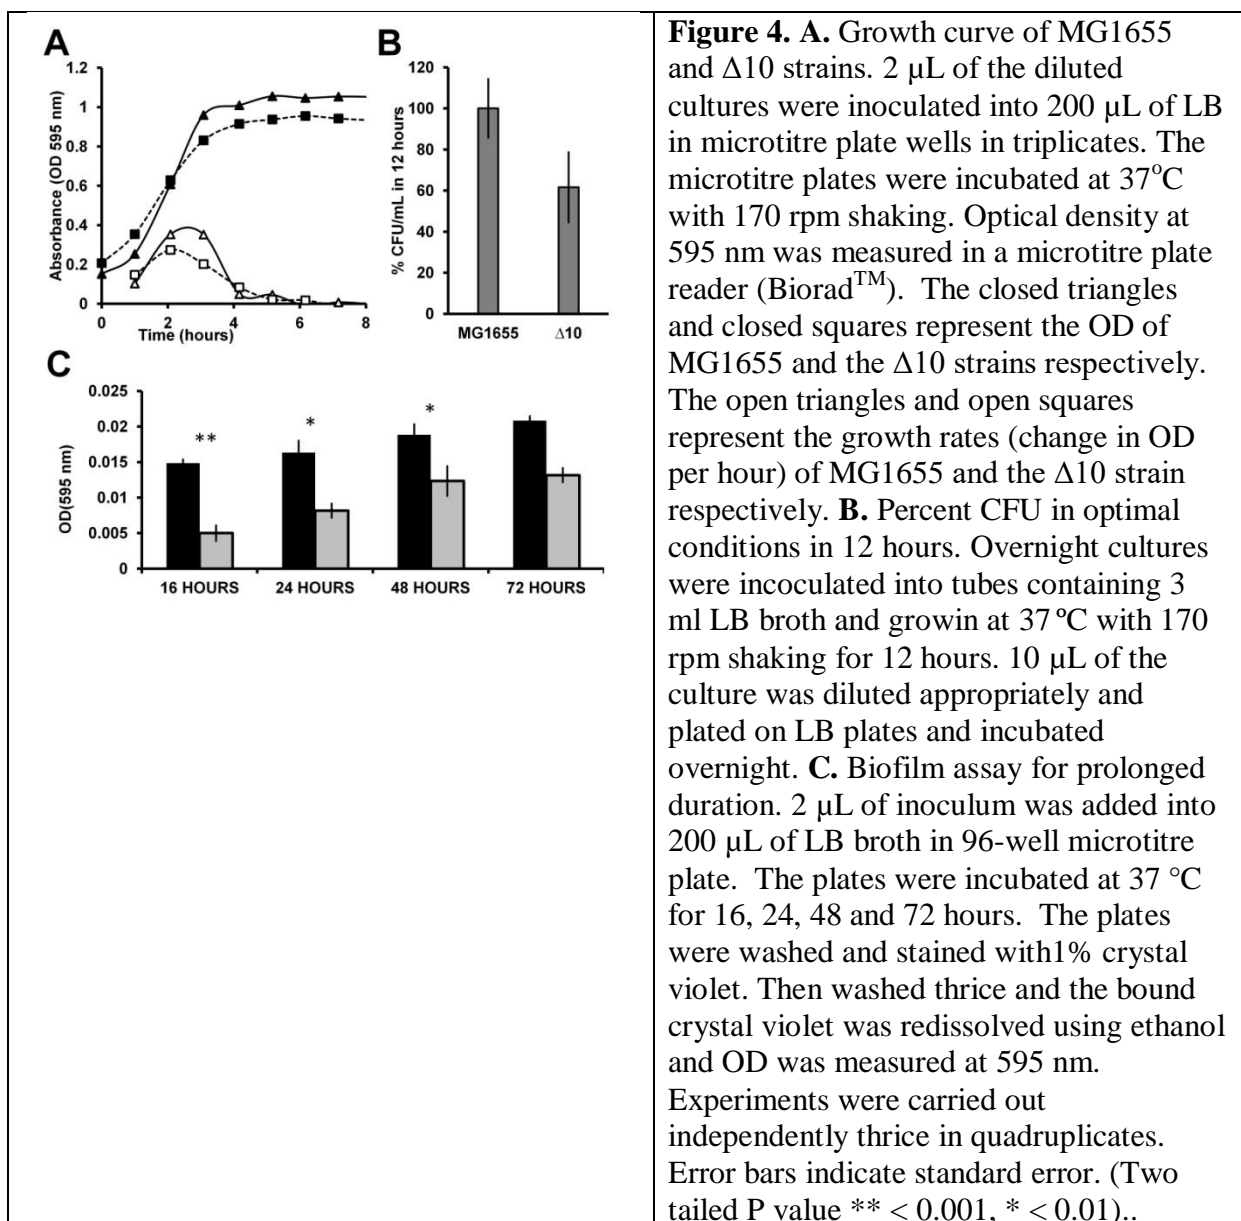 A
B
1.2
1
0.8
0.6
0.4
0.2
0
Absorbance (OD 595 nm)
0 2 4 6 8
Time (hours)
120
100
80
60
40
20
0
% CFU/mL in 12 hours
MG1655 Δ10
C
0.025
0.02
0.015
0.01
0.005
0
OD(595 nm)
** * *
16 HOURS 24 HOURS 48 HOURS 72 HOURS
Figure 4. A. Growth curve of MG1655
and Δ10 strains. 2 μL of the diluted
cultures were inoculated into 200 μL of LB
in microtitre plate wells in triplicates. The
microtitre plates were incubated at 37°C
with 170 rpm shaking. Optical density at
595 nm was measured in a microtitre plate
reader (Biorad™). The closed triangles
and closed squares represent the OD of
MG1655 and the Δ10 strains respectively.
The open triangles and open squares
represent the growth rates (change in OD
per hour) of MG1655 and the Δ10 strain
respectively. B. Percent CFU in optimal
conditions in 12 hours. Overnight cultures
were incoculated into tubes containing 3
ml LB broth and growin at 37 ºC with 170
rpm shaking for 12 hours. 10 μL of the
culture was diluted appropriately and
plated on LB plates and incubated
overnight. C. Biofilm assay for prolonged
duration. 2 μL of inoculum was added into
200 μL of LB broth in 96-well microtitre
plate. The plates were incubated at 37 °C
for 16, 24, 48 and 72 hours. The plates
were washed and stained with1% crystal
violet. Then washed thrice and the bound
crystal violet was redissolved using ethanol
and OD was measured at 595 nm.
Experiments were carried out
independently thrice in quadruplicates.
Error bars indicate standard error. (Two
tailed P value ** < 0.001, * < 0.01)..